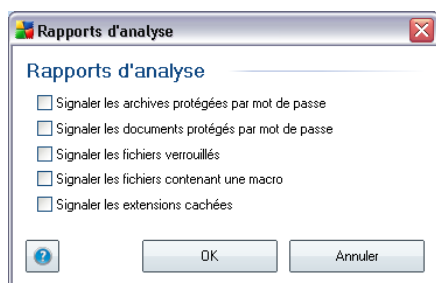 Rapports d'analyse
Rapports d'analyse
Signaler les archives protégées par mot de passe
Signaler les documents protégés par mot de passe
Signaler les fichiers verrouillés
Signaler les fichiers contenant une macro
Signaler les extensions cachées
? OK Annuler